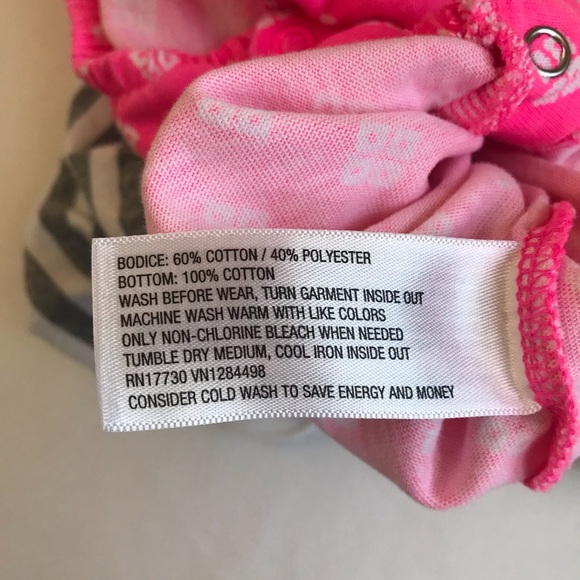 BODICE: 60% COTTON / 40% POLYESTER
BOTTOM: 100% COTTON
WASH BEFORE WEAR, TURN GARMENT INSIDE OUT
MACHINE WASH WARM WITH LIKE COLORS
ONLY NON-CHLORINE BLEACH WHEN NEEDED
TUMBLE DRY MEDIUM, COOL IRON INSIDE OUT
RN17730 VN1284498
CONSIDER COLD WASH TO SAVE ENERGY AND MONEY